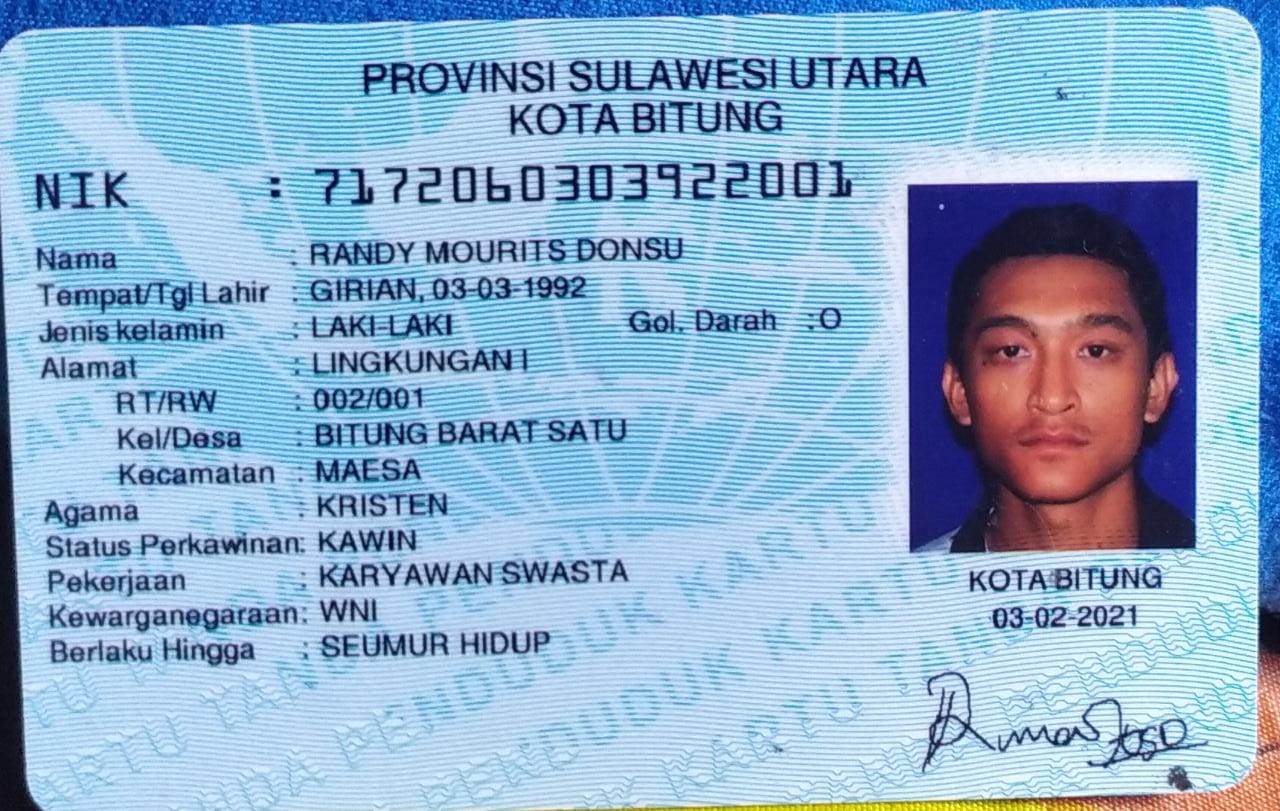 PROVINSI SULAWESI UTARA
KOTA BITUNG
NIK : 7172060303922001
Nama : RANDY MOURITS DONSU
Tempat/Tgl Lahir : GIRIAN, 03-03-1992
Jenis kelamin : LAKI-LAKI Gol. Darah : O
Alamat : LINGKUNGAN I
RT/RW : 002/001
Kel/Desa : BITUNG BARAT SATU
Kecamatan : MAESA
Agama : KRISTEN
Status Perkawinan: KAWIN
Pekerjaan : KARYAWAN SWASTA
Kewarganegaraan: WNI
Berlaku Hingga : SEUMUR HIDUP
KOTA BITUNG
03-02-2021